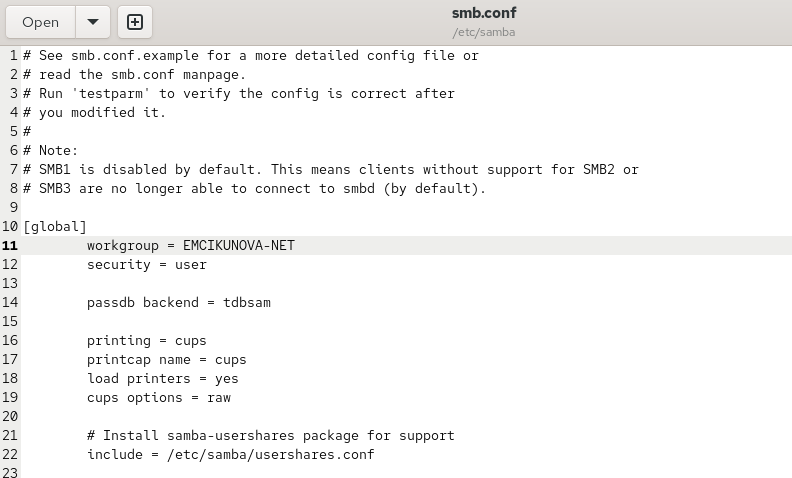 Open
smb.conf
/etc/samba
1 # See smb.conf.example for a more detailed config file or
2 # read the smb.conf manpage.
3 # Run 'testparm' to verify the config is correct after
4 # you modified it.
5 #
6 # Note:
7 # SMB1 is disabled by default. This means clients without support for SMB2 or
8 # SMB3 are no longer able to connect to smbd (by default).
9
10 [global]
11         workgroup = EMCIKUNOVA-NET
12         security = user
13
14         passdb backend = tdbsam
15
16         printing = cups
17         printcap name = cups
18         load printers = yes
19         cups options = raw
20
21         # Install samba-usershares package for support
22         include = /etc/samba/usershares.conf
23